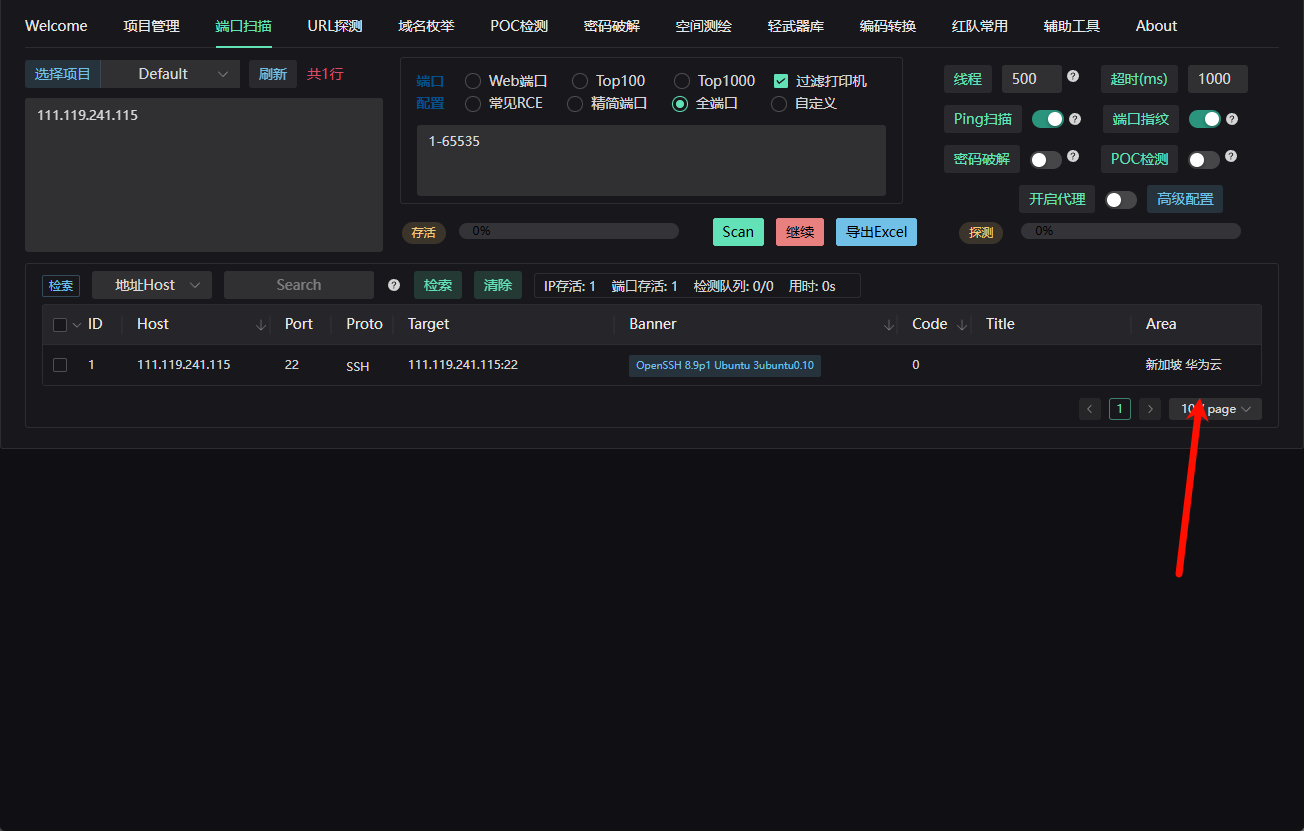 Welcome 项目管理 端口扫描 URL探测 域名枚举 POC检测 密码破解 空间测绘 轻武器库 编码转换 红队常用 辅助工具 About
选择项目 Default 刷新 共1行
111.119.241.115
端口配置
Web端口 Top100 Top1000 过滤打印机
常见RCE 精简端口 全端口 自定义
1-65535
线程 500 ? 超时(ms) 1000
Ping扫描 ? 端口指纹 ?
密码破解 ? POC检测 ?
开启代理 高级配置
存活 0% Scan 继续 导出Excel 探测 0%
检索 地址Host Search ? 检索 清除 IP存活: 1 端口存活: 1 检测队列: 0/0 用时: 0s
ID Host Port Proto Target Banner Code Title Area
1 111.119.241.115 22 SSH 111.119.241.115:22 OpenSSH 8.9p1 Ubuntu 3ubuntu0.10 0 新加坡 华为云
1 page